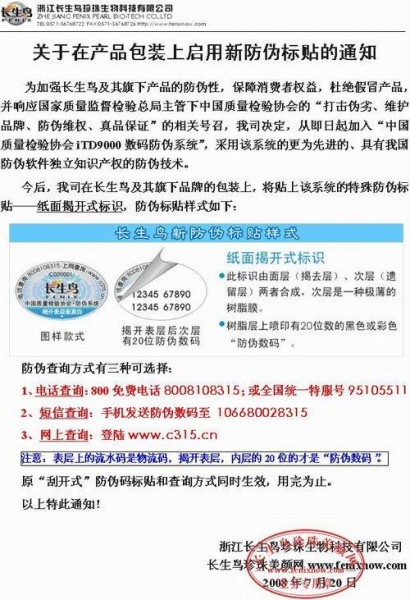 长生鸟
FENIX
浙江长生鸟珍珠生物科技有限公司
ZHE JIANG FENIX PEARL BIO-TECH CO.,LTD
TEL:0571-56768722 FAX:0571-56768726 http://www.fenixnow.com
关于在产品包装上启用新防伪标贴的通知
为加强长生鸟及其旗下产品的防伪性，保障消费者权益，杜绝假冒产品，
并响应国家质量监督检验总局主管下中国质量检验协会的“打击伪劣、维护
品牌、防伪维权、真品保证”的相关号召，我司决定，从即日起加入“中国
质量检验协会 iTD9000 数码防伪系统”，采用该系统的更为先进的、具有我国
防伪软件独立知识产权的防伪技术。
今后，我司在长生鸟及其旗下品牌的包装上，将贴上该系统的特殊防伪标
贴——纸面揭开式标识，防伪标贴样式如下：
长生鸟新防伪标贴样式
C000001
长生鸟
FENIX
中国质量检验协会·防伪系统
揭开表层查真伪
图样款式
12345 67890
12345 67890
揭开表层后次层
有20位防伪数码
纸面揭开式标识
●此标识由面层（揭去层）、次层（遗
留层）两者合成，次层是一种极薄的
树脂膜。
●树脂层上喷印有20位数的黑色或彩色
“防伪数码”。
防伪查询方式有三种可选择：
1、电话查询：800 免费电话 8008108315；或全国统一特服号 95105511
2、短信查询：手机发送防伪数码至 106680028315
3、网上查询：登陆 www.c315.cn
注意：表层上的流水码是物流码，揭开表层，内层的 20 位的才是“防伪数码”。
原“刮开式”防伪码标贴和查询方式同时生效，用完为止。
以上特此通知！
浙江长生鸟珍珠生物科技有限公司
长生鸟珍珠美颜网 www.fenixnow.com
2008 年 7 月 20 日